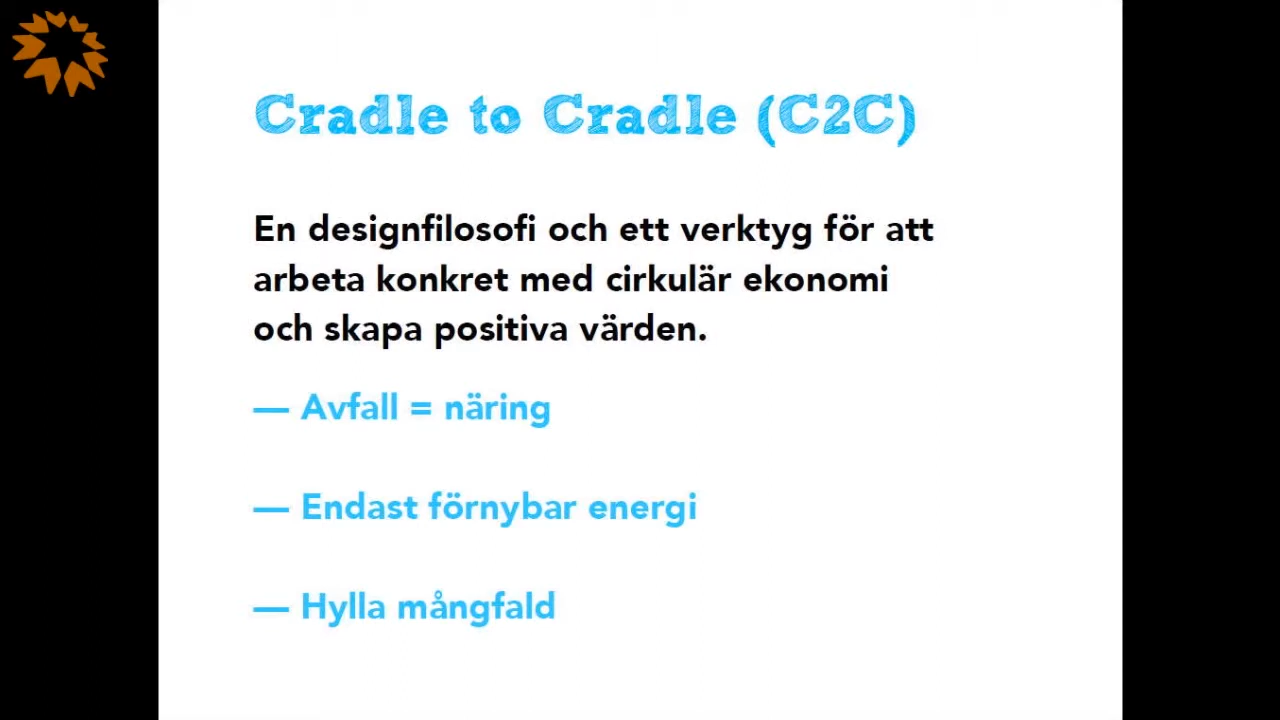 Cradle to Cradle (C2C)
En designfilosofi och ett verktyg för att
arbeta konkret med cirkulär ekonomi
och skapa positiva värden.
— Avfall = näring
— Endast förnybar energi
— Hylla mångfald